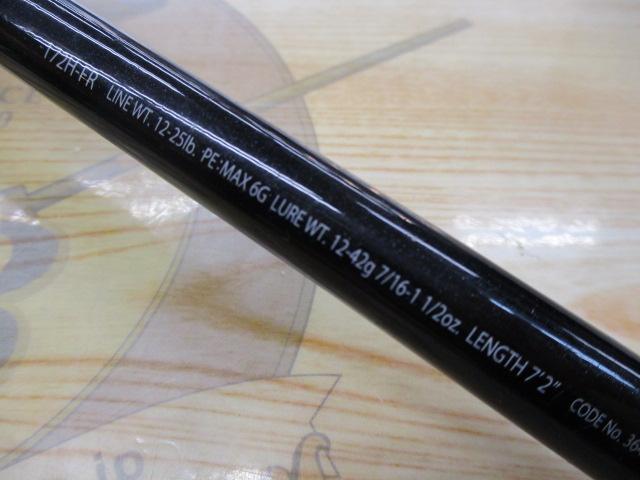 172H-FR LINE WT. 12-25lb. PE-MAX 6G LURE WT. 12-42g 7/16-1 1/2oz. LENGTH 7'2" CODE No. 36